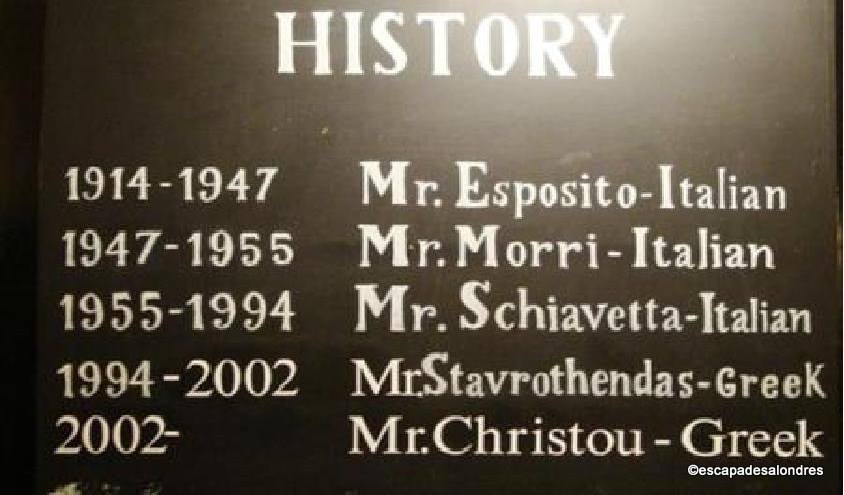 HISTORY
1914-1947 Mr. Esposito-Italian
1947-1955 Mr. Morri-Italian
1955-1994 Mr. Schiavetta-Italian
1994-2002 Mr.Stavrothendas-Greek
2002- Mr.Christou-Greek
©escapadesalondres